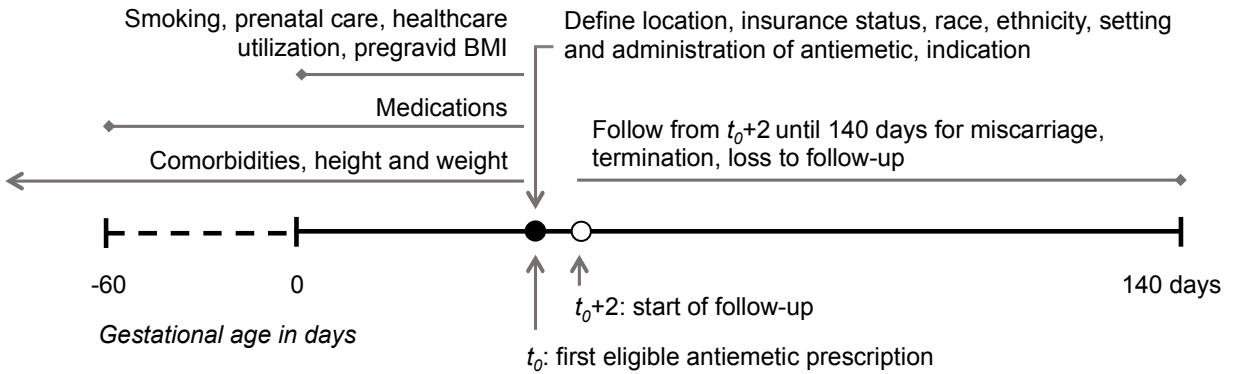 Smoking, prenatal care, healthcare
utilization, pregravid BMI
Define location, insurance status, race, ethnicity, setting
and administration of antiemetic, indication
Medications
Comorbidities, height and weight
Follow from t0+2 until 140 days for miscarriage,
termination, loss to follow-up
-60
0
140 days
Gestational age in days
t0+2: start of follow-up
t0: first eligible antiemetic prescription